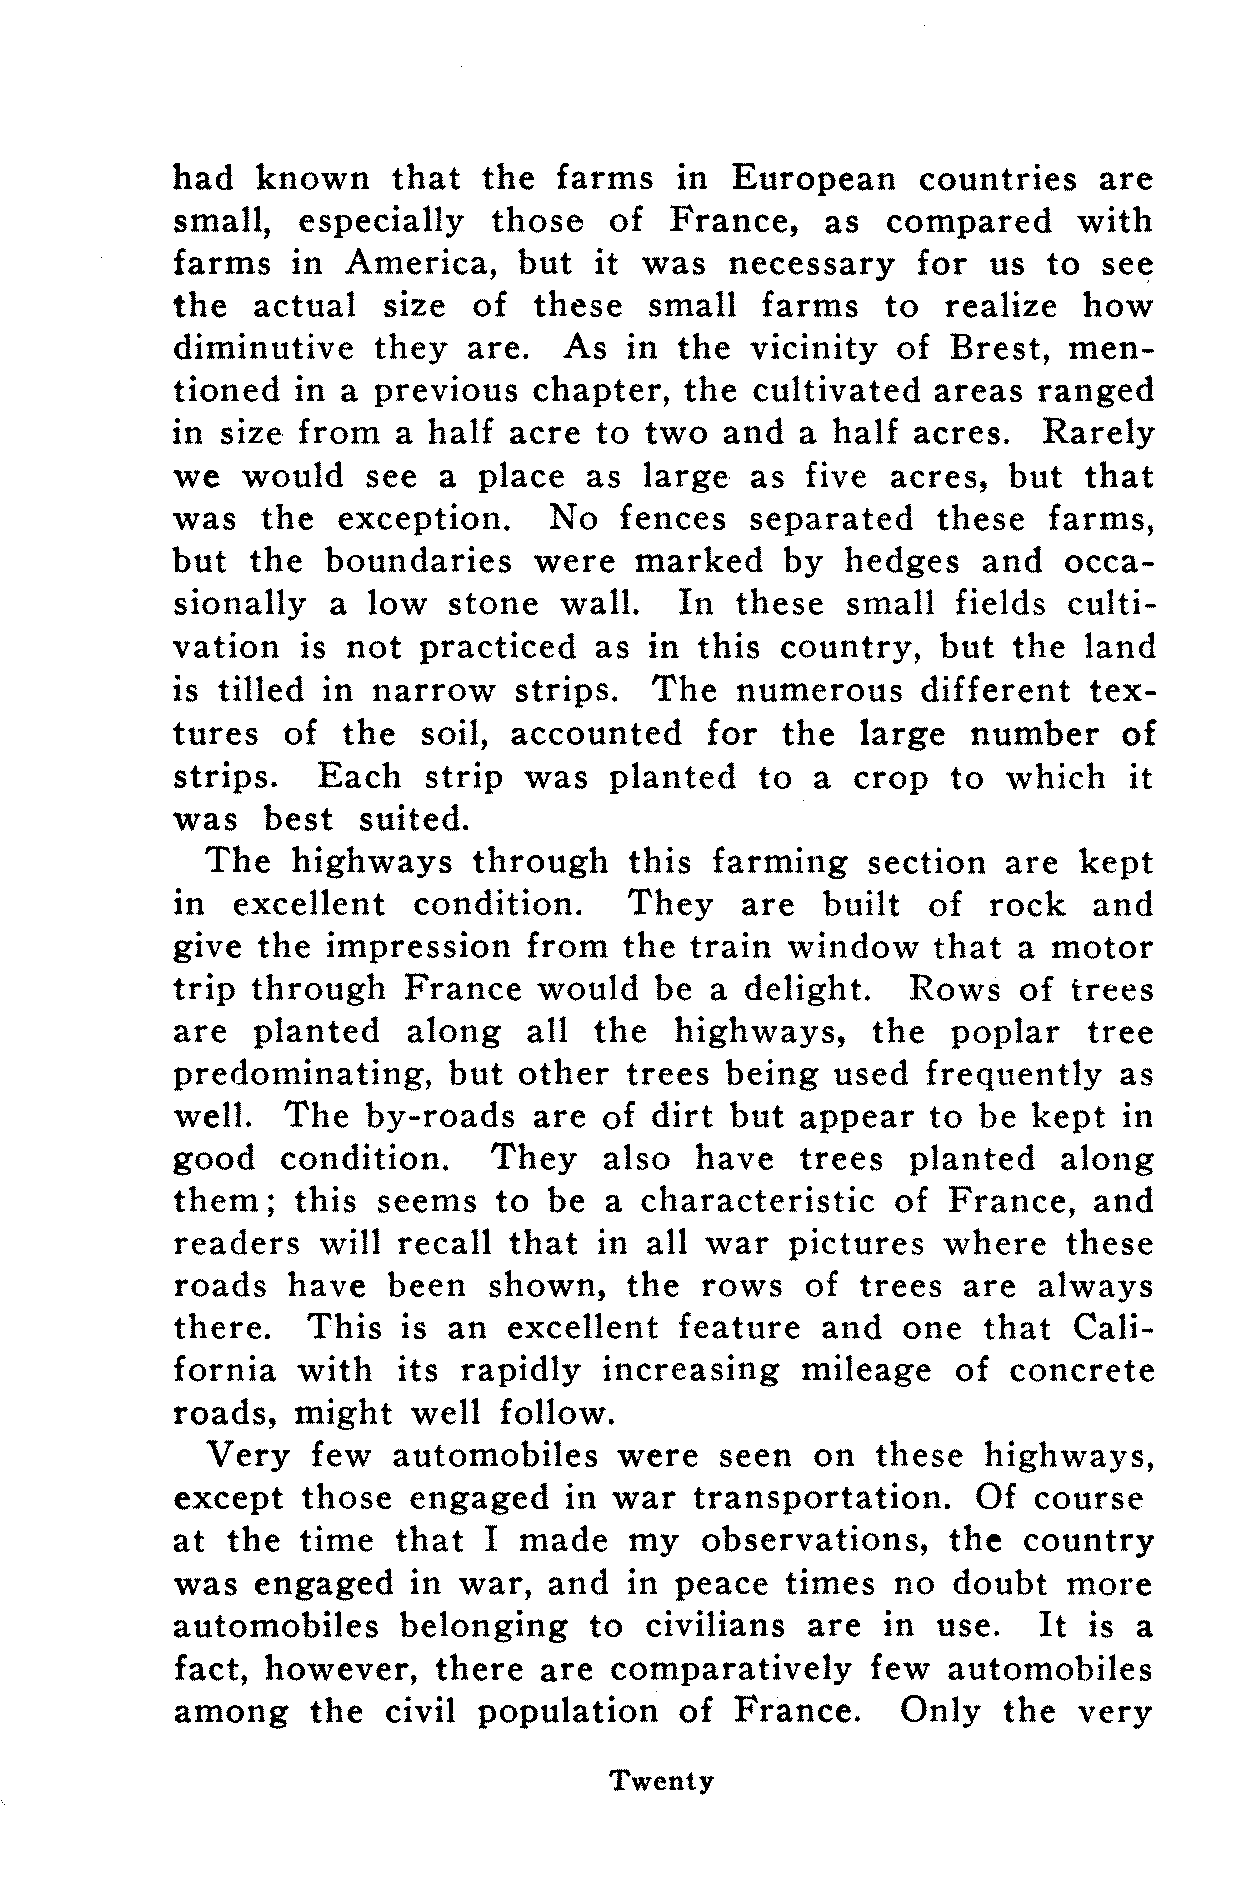 had known that the farms in European countries are
small, especially those of France, as compared with
farms in America, but it was necessary for us to see
the actual size of these small farms to realize how
diminutive they are. As in the vicinity of Brest, men-
tioned in a previous chapter, the cultivated areas ranged
in size from a half acre to two and a half acres. Rarely
we would see a place as large as five acres, but that
was the exception. No fences separated these farms,
but the boundaries were marked by hedges and occa-
sionally a low stone wall. In these small fields culti-
vation is not practiced as in this country, but the land
is tilled in narrow strips. The numerous different tex-
tures of the soil, accounted for the large number of
strips. Each strip was planted to a crop to which it
was best suited.
The highways through this farming section are kept
in excellent condition. They are built of rock and
give the impression from the train window that a motor
trip through France would be a delight. Rows of trees
are planted along all the highways, the poplar tree
predominating, but other trees being used frequently as
well. The by-roads are of dirt but appear to be kept in
good condition. They also have trees planted along
them; this seems to be a characteristic of France, and
readers will recall that in all war pictures where these
roads have been shown, the rows of trees are always
there. This is an excellent feature and one that Cali-
fornia with its rapidly increasing mileage of concrete
roads, might well follow.
Very few automobiles were seen on these highways,
except those engaged in war transportation. Of course
at the time that I made my observations, the country
was engaged in war, and in peace times no doubt more
automobiles belonging to civilians are in use. It is a
fact, however, there are comparatively few automobiles
among the civil population of France. Only the very
Twenty